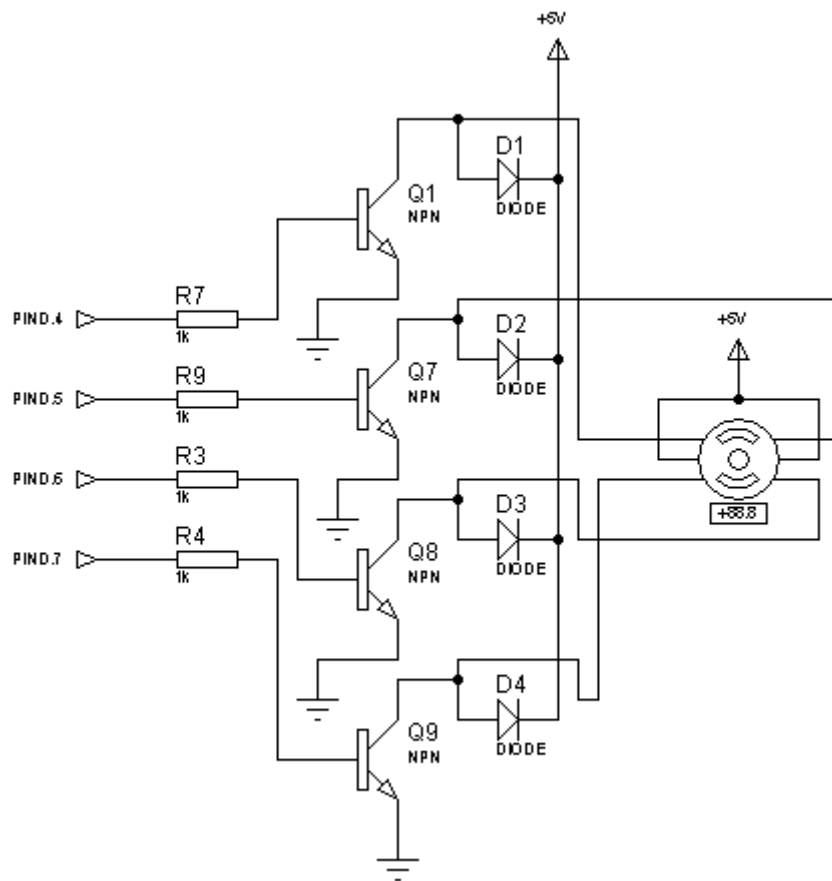 +5V
D1
DIODE
Q1
NPN
PIND.4
R7
1k
D2
DIODE
+5V
Q7
NPN
PIND.5
R9
1k
PIND.6
R3
1k
+88.8
D3
DIODE
Q8
NPN
PIND.7
R4
1k
D4
DIODE
Q9
NPN